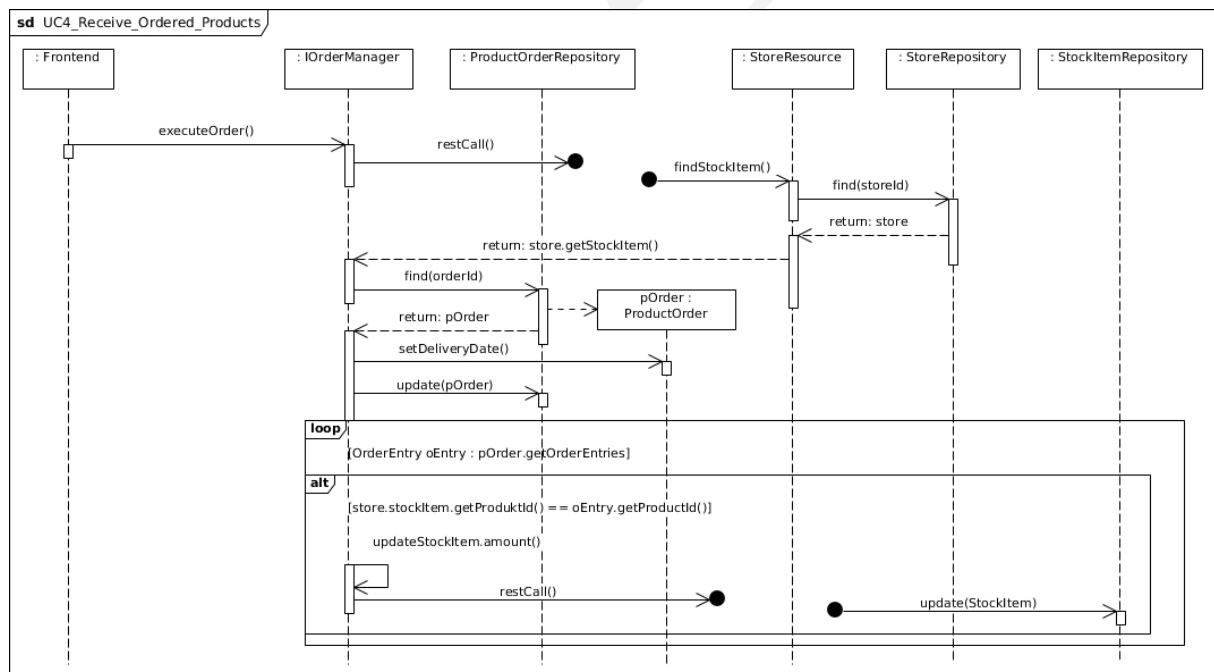 sd UC4_Receive_Ordered_Products
: Frontend
: IOrderManager
: ProductOrderRepository
: StoreResource
: StoreRepository
: StockItemRepository
executeOrder()
restCall()
findStockItem()
find(storeId)
return: store
return: store.getStockItem()
find(orderId)
pOrder :
ProductOrder
return: pOrder
setDeliveryDate()
update(pOrder)
loop
[OrderEntry oEntry : pOrder.getOrderEntries]
alt
[store.stockItem.getProduktId() == oEntry.getProductId()]
updateStockItem.amount()
restCall()
update(StockItem)